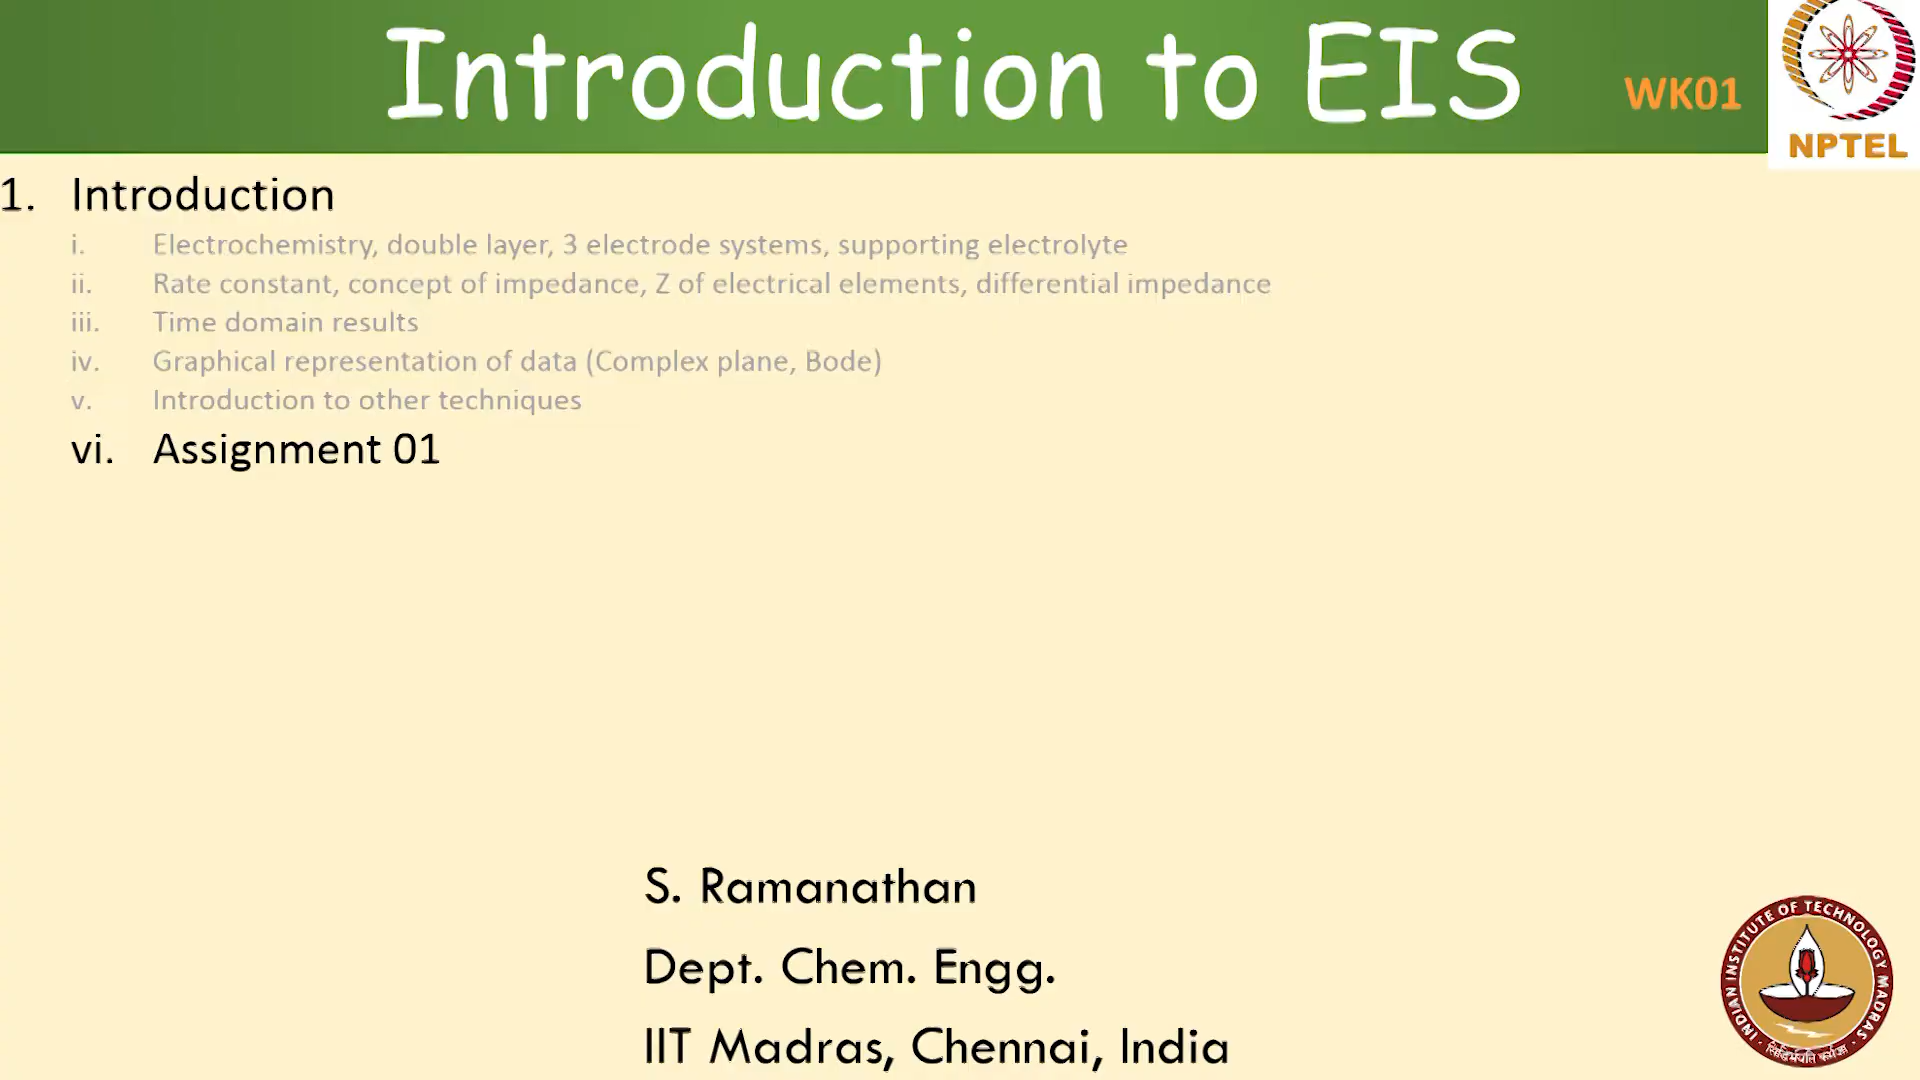 Introduction to EIS
WK01
NPTEL
1. Introduction
i. Electrochemistry, double layer, 3 electrode systems, supporting electrolyte
ii. Rate constant, concept of impedance, Z of electrical elements, differential impedance
iii. Time domain results
iv. Graphical representation of data (Complex plane, Bode)
v. Introduction to other techniques
vi. Assignment 01
S. Ramanathan
Dept. Chem. Engg.
IIT Madras, Chennai, India
INDIAN INSTITUTE OF TECHNOLOGY MADRAS